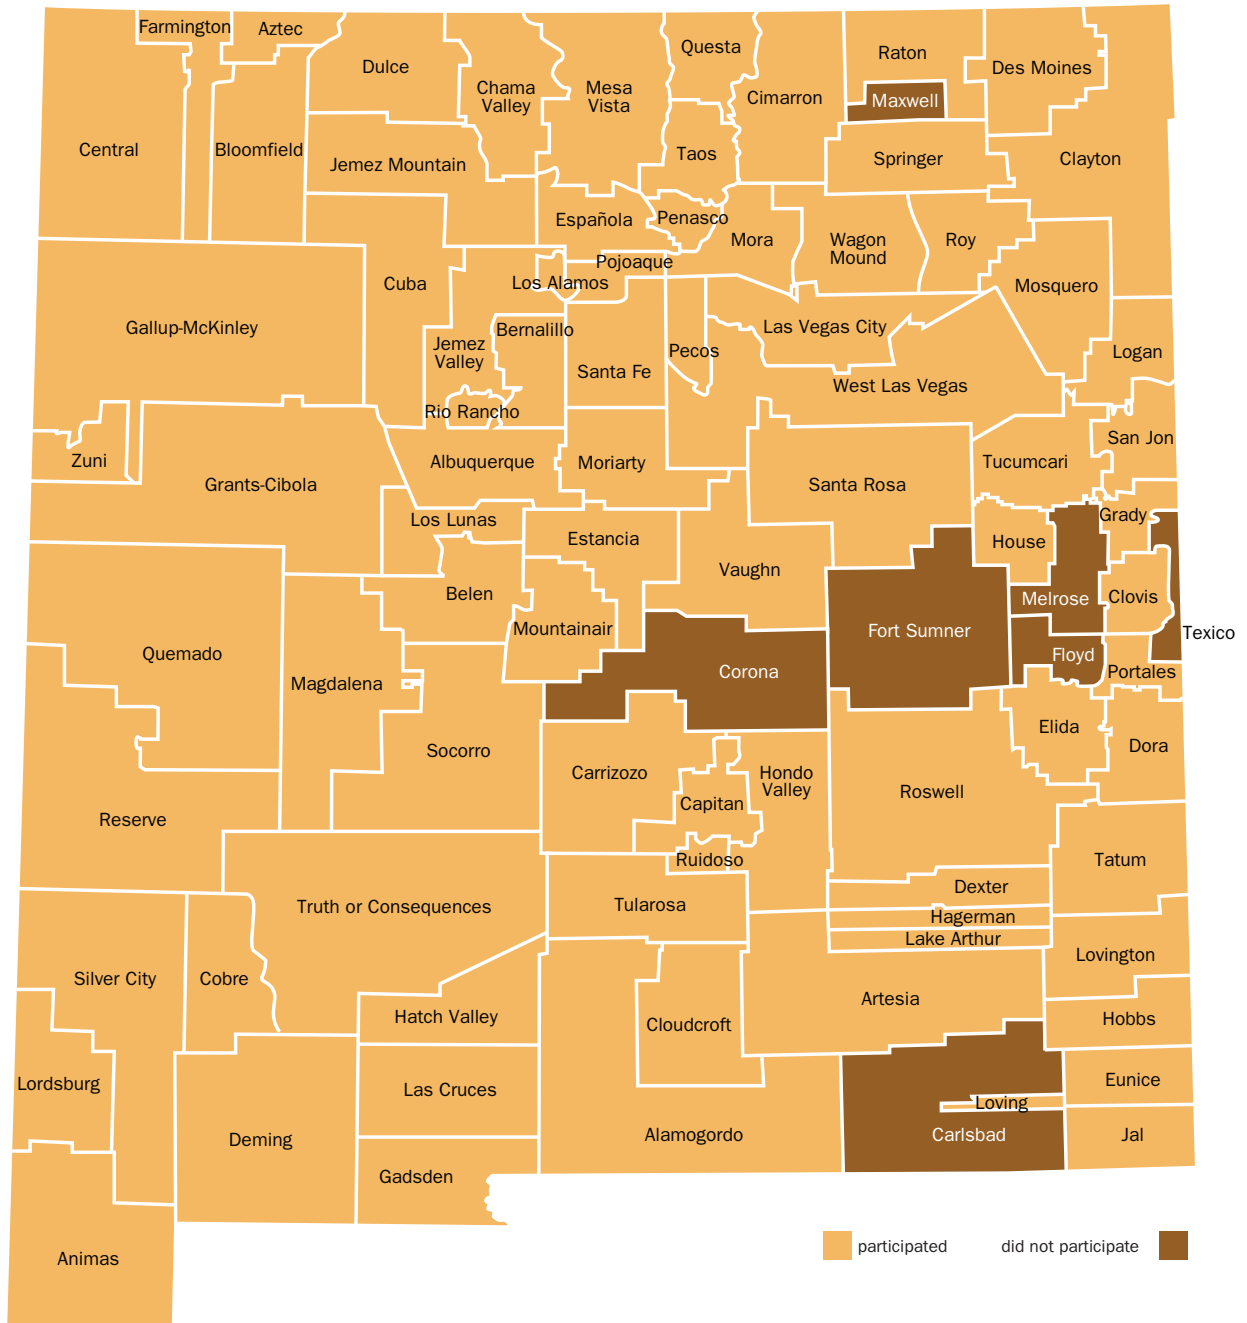 Farmington
Aztec
Questa
Raton
Dulce
Des Moines
Chama
Valley
Mesa
Vista
Cimarron
Maxwell
Central
Bloomfield
Jemez Mountain
Taos
Springer
Clayton
Española
Penasco
Mora
Wagon
Mound
Roy
Pojoaque
Cuba
Los Alamos
Mosquero
Gallup-McKinley
Bernalillo
Las Vegas City
Jemez
Valley
Pecos
Logan
Santa Fe
West Las Vegas
Rio Rancho
San Jon
Zuni
Albuquerque
Moriarty
Tucumcari
Grants-Cibola
Santa Rosa
Los Lunas
Grady
Estancia
House
Vaughn
Belen
Melrose
Clovis
Mountainair
Fort Sumner
Texico
Quemado
Floyd
Magdalena
Corona
Portales
Elida
Socorro
Dora
Carrizozo
Hondo
Valley
Roswell
Capitan
Reserve
Ruidoso
Tatum
Dexter
Truth or Consequences
Tularosa
Hagerman
Lake Arthur
Lovington
Silver City
Cobre
Artesia
Hatch Valley
Cloudcroft
Hobbs
Lordsburg
Las Cruces
Eunice
Loving
Deming
Alamogordo
Carlsbad
Jal
Gadsden
Animas
participated
did not participate